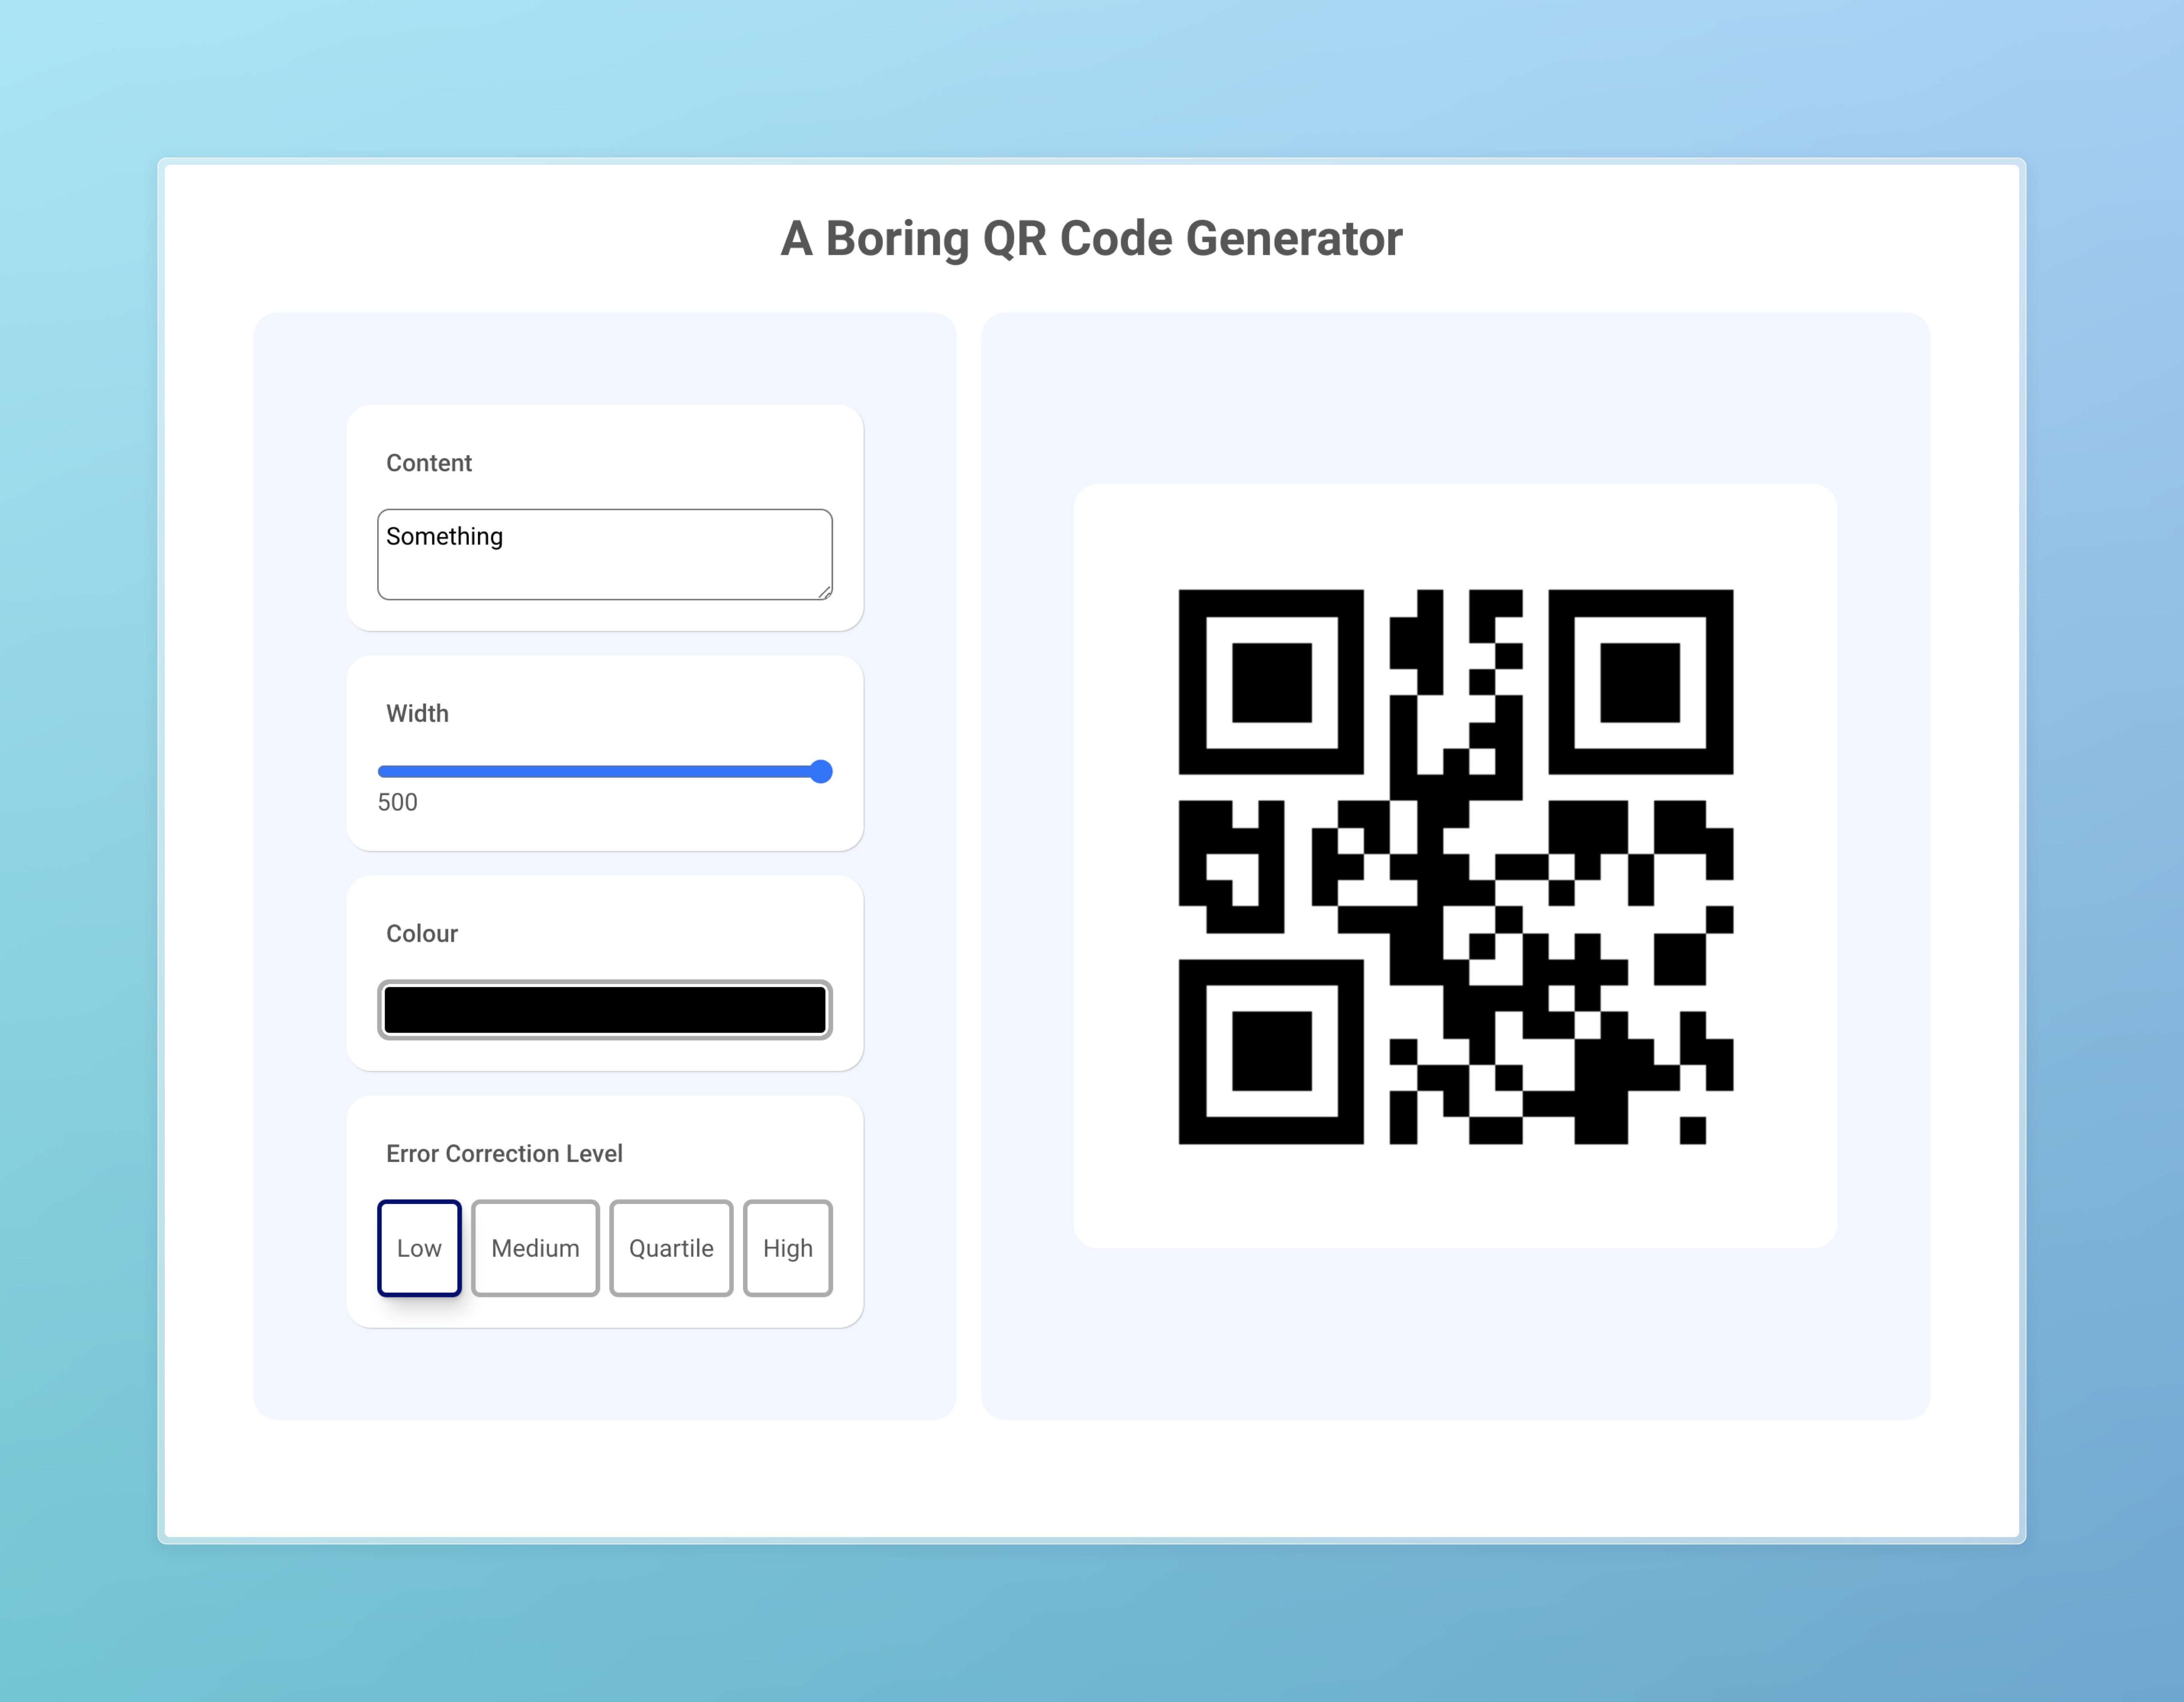 A Boring QR Code Generator
Content
Something
Width
500
Colour
Error Correction Level
Low Medium Quartile High